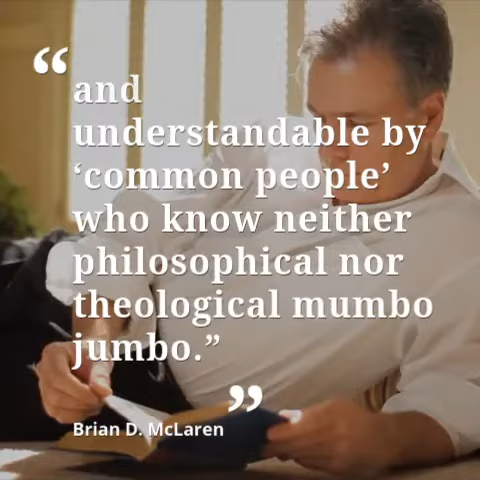 “
and
understandable by
‘common people’
who know neither
philosophical nor
theological mumbo
jumbo.”
”
Brian D. McLaren